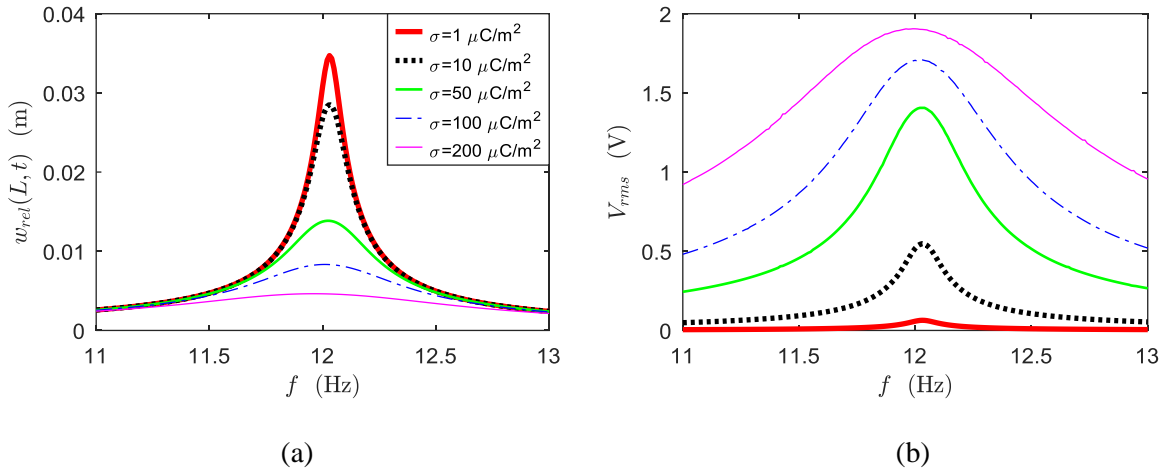 0.04
0.03
0.02
0.01
0
w_rel(L, t) (m)
11
11.5
12
12.5
13
f (Hz)
σ=1 μC/m²
σ=10 μC/m²
σ=50 μC/m²
σ=100 μC/m²
σ=200 μC/m²
(a)
2
1.5
1
0.5
0
V_rms (V)
11
11.5
12
12.5
13
f (Hz)
(b)